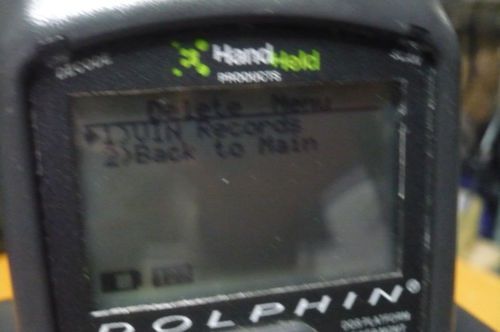 HandHeld
PRODUCTS
Delete Menu
1)VIN Records
2)Back to Main
DOLPHIN®